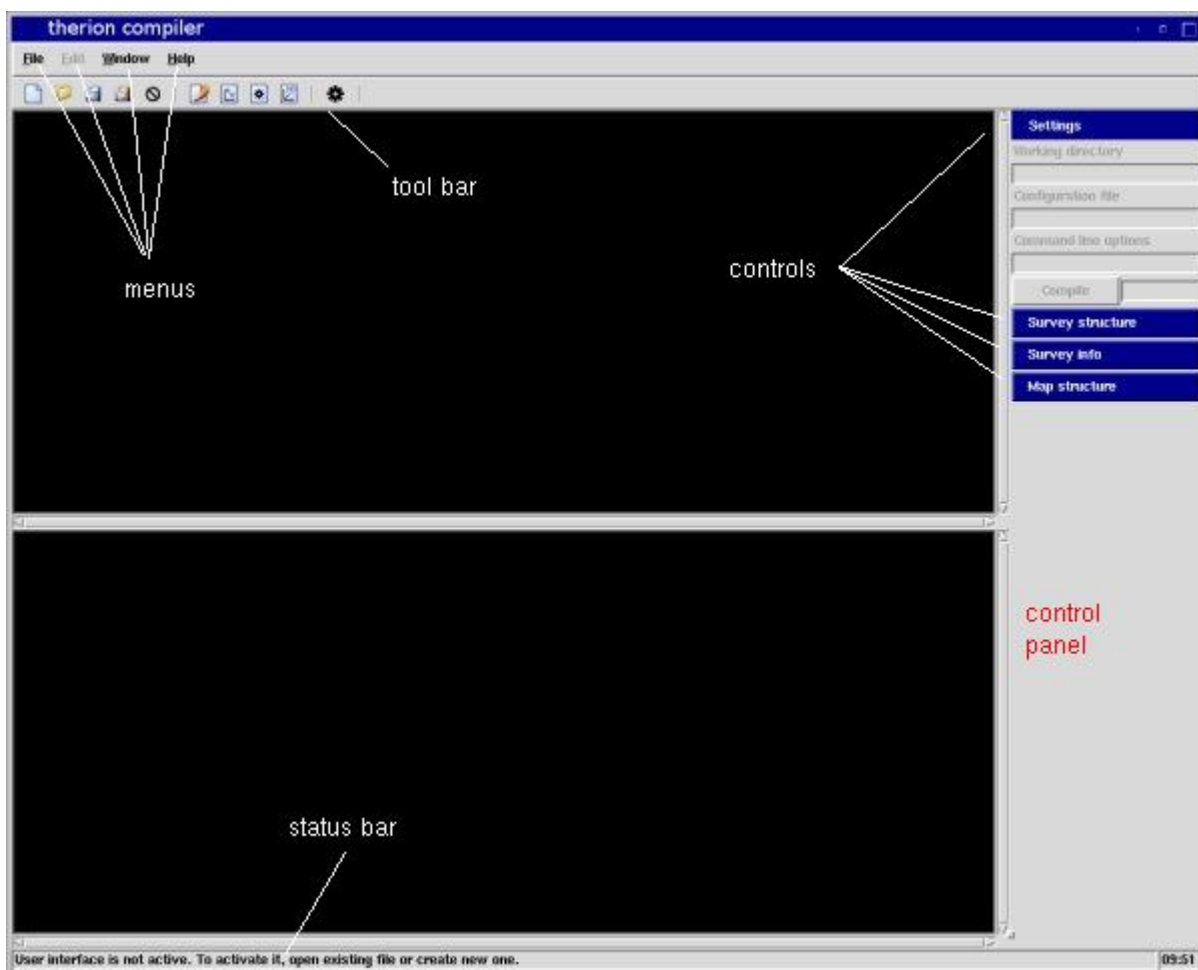 therion compiler
File Edit Window Help
tool bar
menus
controls
Settings
Working directory
Configuration file
Command line options
Compile
Survey structure
Survey info
Map structure
control
panel
status bar
User interface is not active. To activate it, open existing file or create new one.
09:51